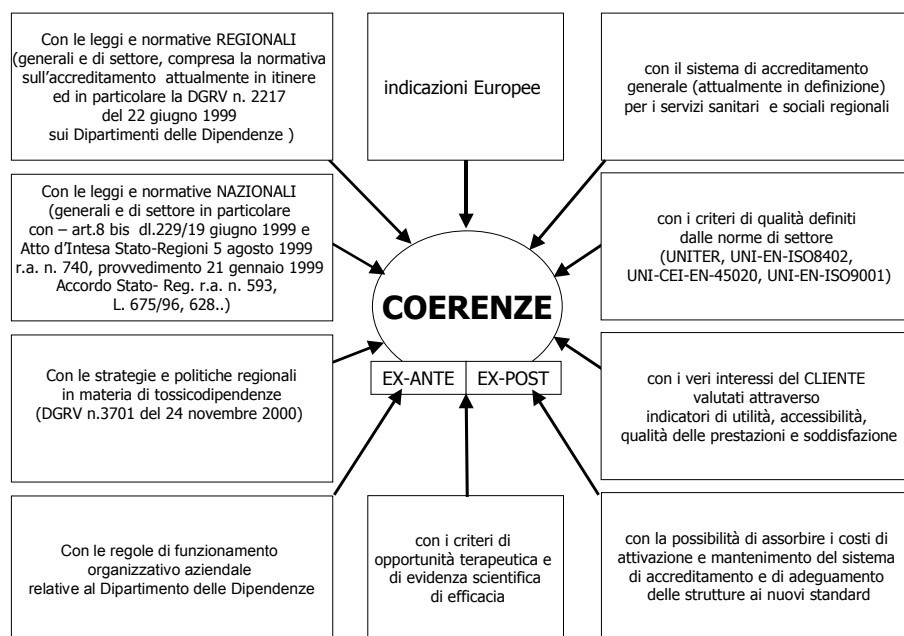 Con le leggi e normative REGIONALI
(generali e di settore, compresa la normativa
sull'accreditamento attualmente in itinere
ed in particolare la DGRV n. 2217
del 22 giugno 1999
sui Dipartimenti delle Dipendenze )
indicazioni Europee
con il sistema di accreditamento
generale (attualmente in definizione)
per i servizi sanitari e sociali regionali
Con le leggi e normative NAZIONALI
(generali e di settore in particolare
con – art.8 bis dl.229/19 giugno 1999 e
Atto d'Intesa Stato-Regioni 5 agosto 1999
r.a. n. 740, provvedimento 21 gennaio 1999
Accordo Stato- Reg. r.a. n. 593,
L. 675/96, 628..)
con i criteri di qualità definiti
dalle norme di settore
(UNITER, UNI-EN-ISO8402,
UNI-CEI-EN-45020, UNI-EN-ISO9001)
COERENZE
EX-ANTE
EX-POST
Con le strategie e politiche regionali
in materia di tossicodipendenze
(DGRV n.3701 del 24 novembre 2000)
con i veri interessi del CLIENTE
valutati attraverso
indicatori di utilità, accessibilità,
qualità delle prestazioni e soddisfazione
Con le regole di funzionamento
organizzativo aziendale
relative al Dipartimento delle Dipendenze
con i criteri di
opportunità terapeutica e
di evidenza scientifica
di efficacia
con la possibilità di assorbire i costi di
attivazione e mantenimento del sistema
di accreditamento e di adeguamento
delle strutture ai nuovi standard